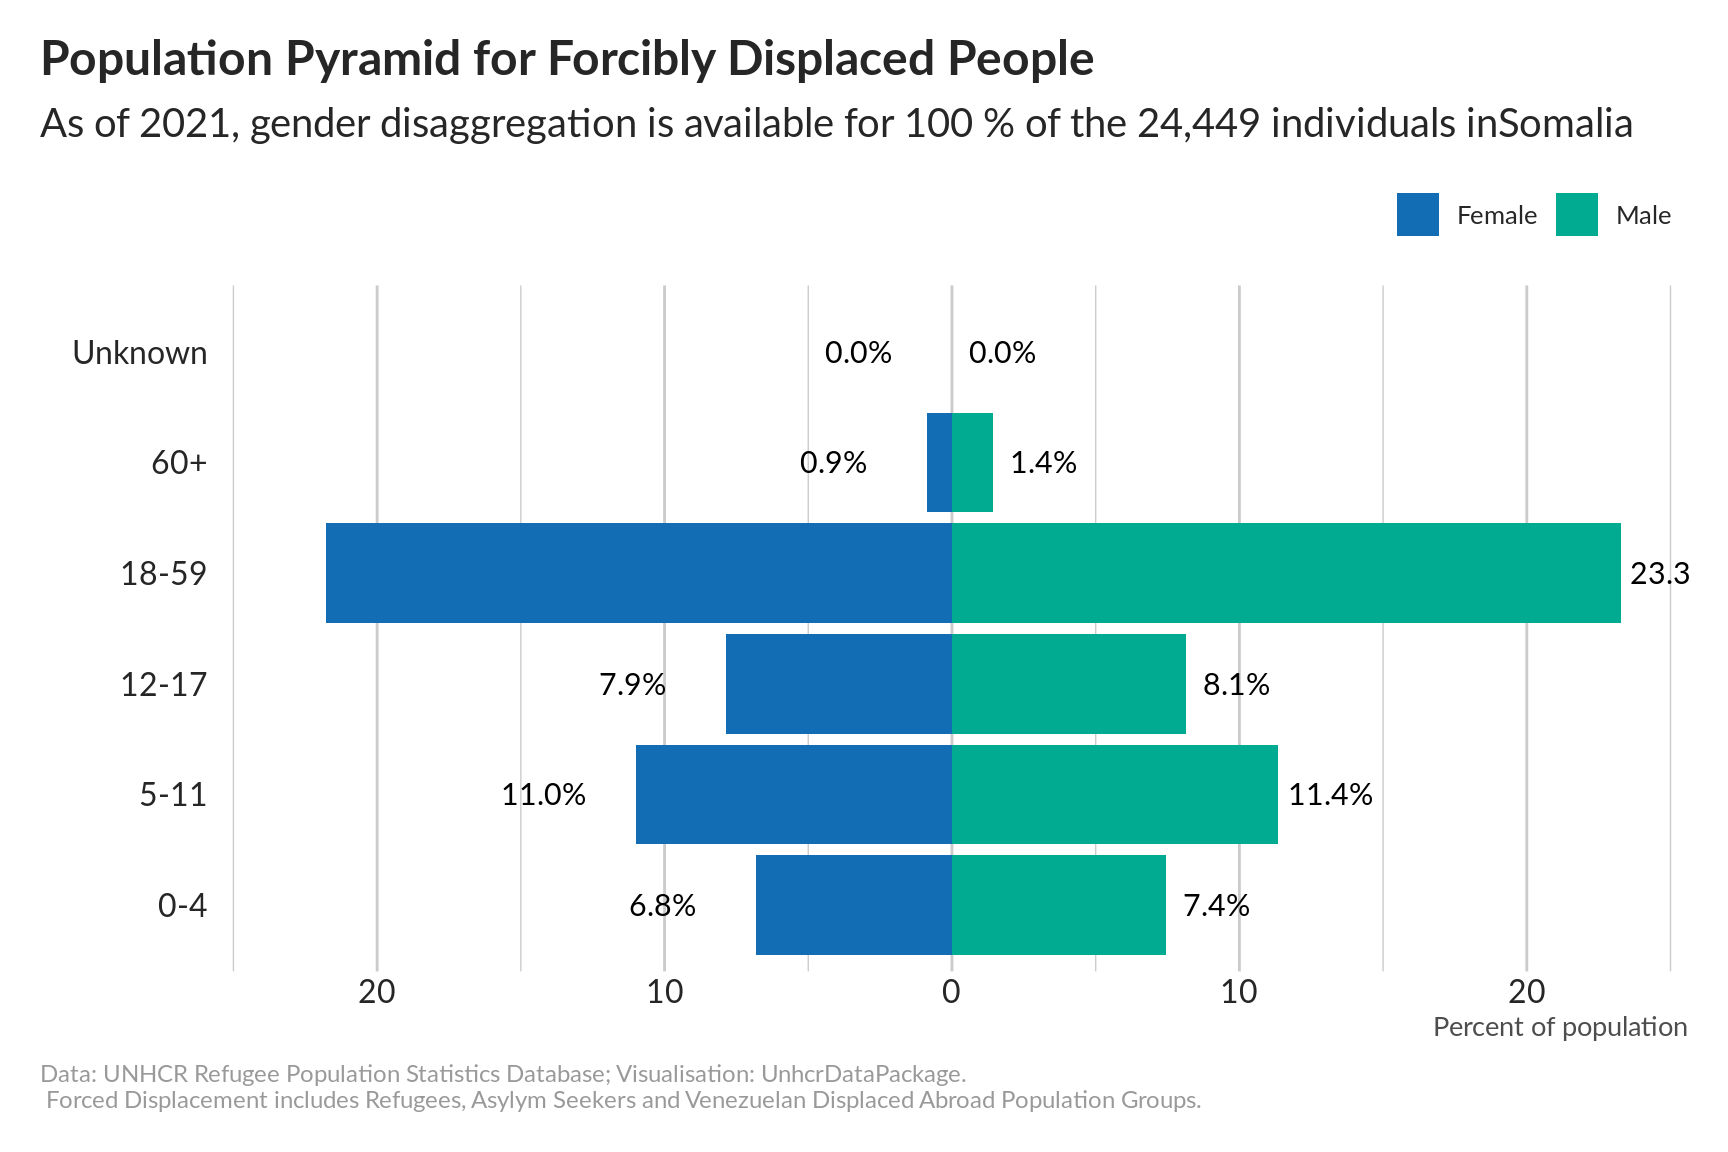 Population Pyramid for Forcibly Displaced People
As of 2021, gender disaggregation is available for 100 % of the 24,449 individuals inSomalia
Female Male
Unknown 0.0% 0.0%
60+ 0.9% 1.4%
18-59 23.3
12-17 7.9% 8.1%
5-11 11.0% 11.4%
0-4 6.8% 7.4%
20 10 0 10 20
Percent of population
Data: UNHCR Refugee Population Statistics Database; Visualisation: UnhcrDataPackage.
Forced Displacement includes Refugees, Asylym Seekers and Venezuelan Displaced Abroad Population Groups.